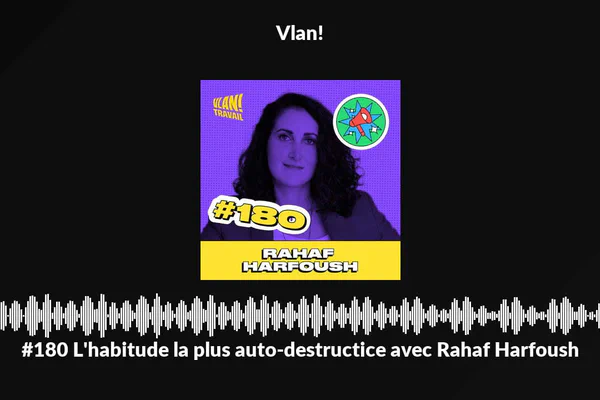 Vlan!
VLAN!
TRAVAIL
#180
RAHAF
HARFOUSH
#180 L'habitude la plus auto-destructice avec Rahaf Harfoush